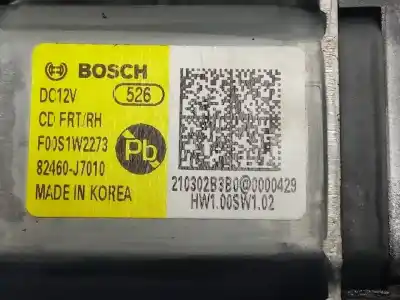 BOSCH
DC12V 526
CD FRT/RH
F00S1W2273
Pb
82460-J7010
MADE IN KOREA
210302B3B0@0000429
HW1.00SW1.02